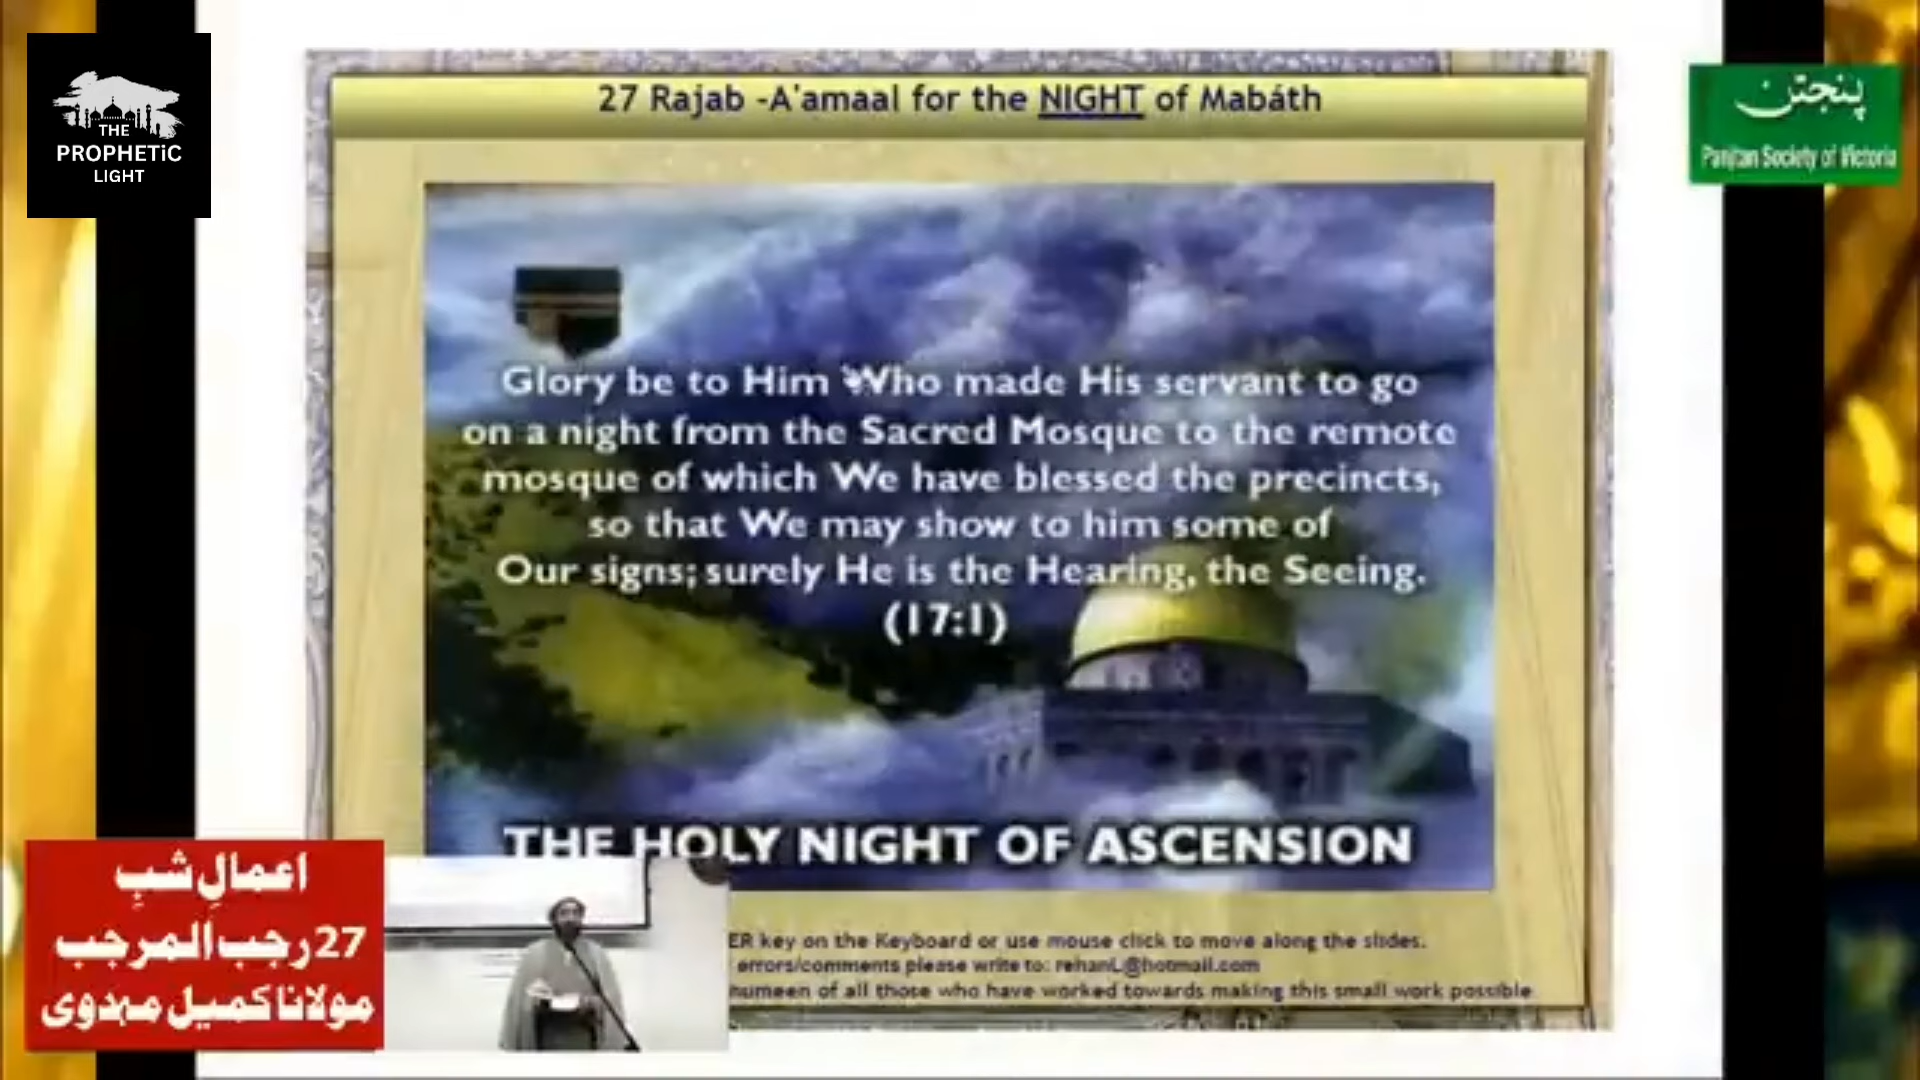 THE
PROPHETiC
LIGHT
27 Rajab -A'amaal for the NIGHT of Mabáth
پنجتن
Panjtan Society of Victoria
Glory be to Him Who made His servant to go
on a night from the Sacred Mosque to the remote
mosque of which We have blessed the precincts,
so that We may show to him some of
Our signs; surely He is the Hearing, the Seeing.
(17:1)
THE HOLY NIGHT OF ASCENSION
ER key on the Keyboard or use mouse click to move along the slides.
errors/comments please write to: rehanL@hotmail.com
numeen of all those who have worked towards making this small work possible
اعمالِ شبِ
27 رجب المرجب
مولانا کمیل مہدوی